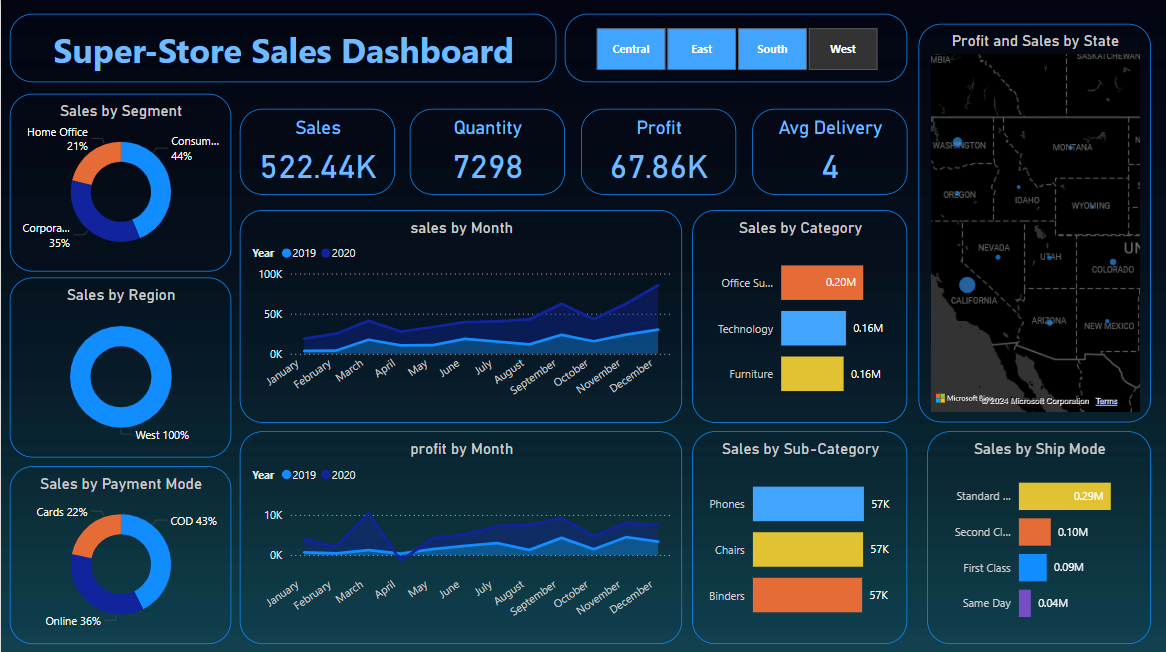 Super-Store Sales Dashboard
Central
East
South
West
Profit and Sales by State
MBIA
SASKATCHEWAN
WASHINGTON
MONTANA
N
OREGON
IDAHO
WYOMING
S
NEVADA
UTAH
UN
COLORADO
CALIFORNIA
ARIZONA
NEW MEXICO
Microsoft Bing
©2024 Microsoft Corporation Terms
Sales by Segment
Home Office
21%
Consum...
44%
Corpora...
35%
Sales
522.44K
Quantity
7298
Profit
67.86K
Avg Delivery
4
Sales by Region
West 100%
Sales by Payment Mode
Cards 22%
COD 43%
Online 36%
sales by Month
Year 2019 2020
100K
50K
0K
January
February
March
April
May
June
July
August
September
October
November
December
Sales by Category
Office Su... 0.20M
Technology 0.16M
Furniture 0.16M
profit by Month
Year 2019 2020
10K
0K
January
February
March
April
May
June
July
August
September
October
November
December
Sales by Sub-Category
Phones 57K
Chairs 57K
Binders 57K
Sales by Ship Mode
Standard ... 0.29M
Second Cl... 0.10M
First Class 0.09M
Same Day 0.04M